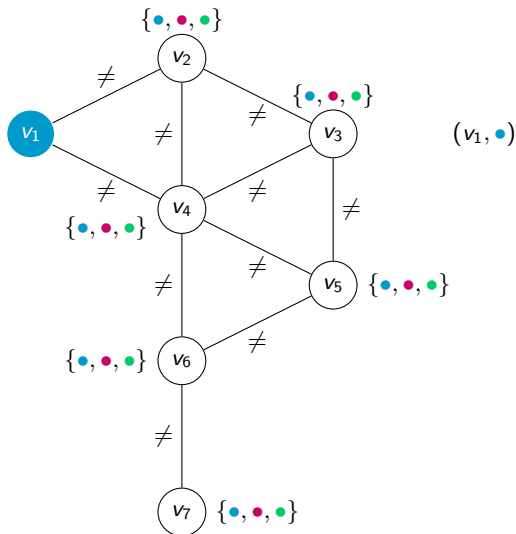 {•, •, •}
v2
≠
{•, •, •}
≠
v1
≠
v3
(v1, •)
≠
≠
v4
{•, •, •}
≠
≠
v5
{•, •, •}
≠
≠
{•, •, •}
v6
≠
v7
{•, •, •}